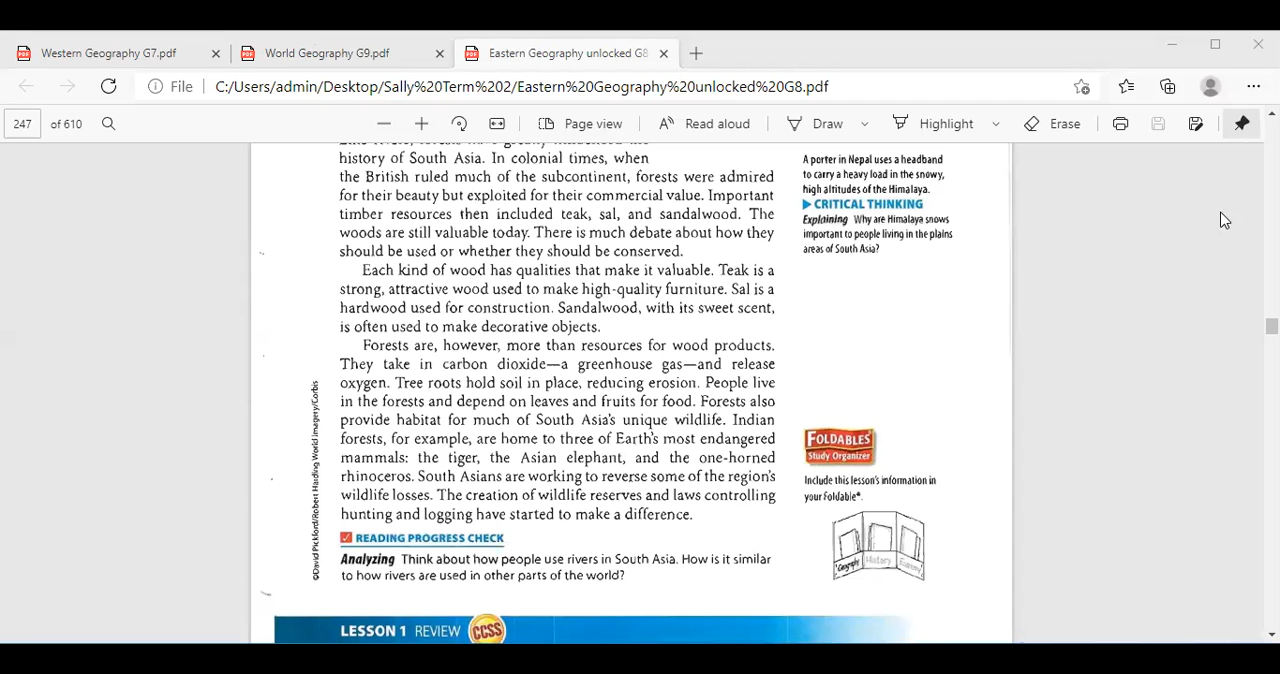 Western Geography G7.pdf
World Geography G9.pdf
Eastern Geography unlocked G8
File C:/Users/admin/Desktop/Sally%20Term%202/Eastern%20Geography%20unlocked%20G8.pdf
247 of 610
Page view
Read aloud
Draw
Highlight
Erase
history of South Asia. In colonial times, when
the British ruled much of the subcontinent, forests were admired
for their beauty but exploited for their commercial value. Important
timber resources then included teak, sal, and sandalwood. The
woods are still valuable today. There is much debate about how they
should be used or whether they should be conserved.
Each kind of wood has qualities that make it valuable. Teak is a
strong, attractive wood used to make high-quality furniture. Sal is a
hardwood used for construction. Sandalwood, with its sweet scent,
is often used to make decorative objects.
Forests are, however, more than resources for wood products.
They take in carbon dioxide—a greenhouse gas—and release
oxygen. Tree roots hold soil in place, reducing erosion. People live
in the forests and depend on leaves and fruits for food. Forests also
provide habitat for much of South Asia's unique wildlife. Indian
forests, for example, are home to three of Earth's most endangered
mammals: the tiger, the Asian elephant, and the one-horned
rhinoceros. South Asians are working to reverse some of the region's
wildlife losses. The creation of wildlife reserves and laws controlling
hunting and logging have started to make a difference.
READING PROGRESS CHECK
Analyzing Think about how people use rivers in South Asia. How is it similar
to how rivers are used in other parts of the world?
LESSON 1 REVIEW CCSS
©David Pickford/Robert Harding World Imagery/Corbis
A porter in Nepal uses a headband
to carry a heavy load in the snowy,
high altitudes of the Himalaya.
CRITICAL THINKING
Explaining Why are Himalaya snows
important to people living in the plains
areas of South Asia?
FOLDABLES
Study Organizer
Include this lesson's information in
your Foldable®.
Geography
History
Economy